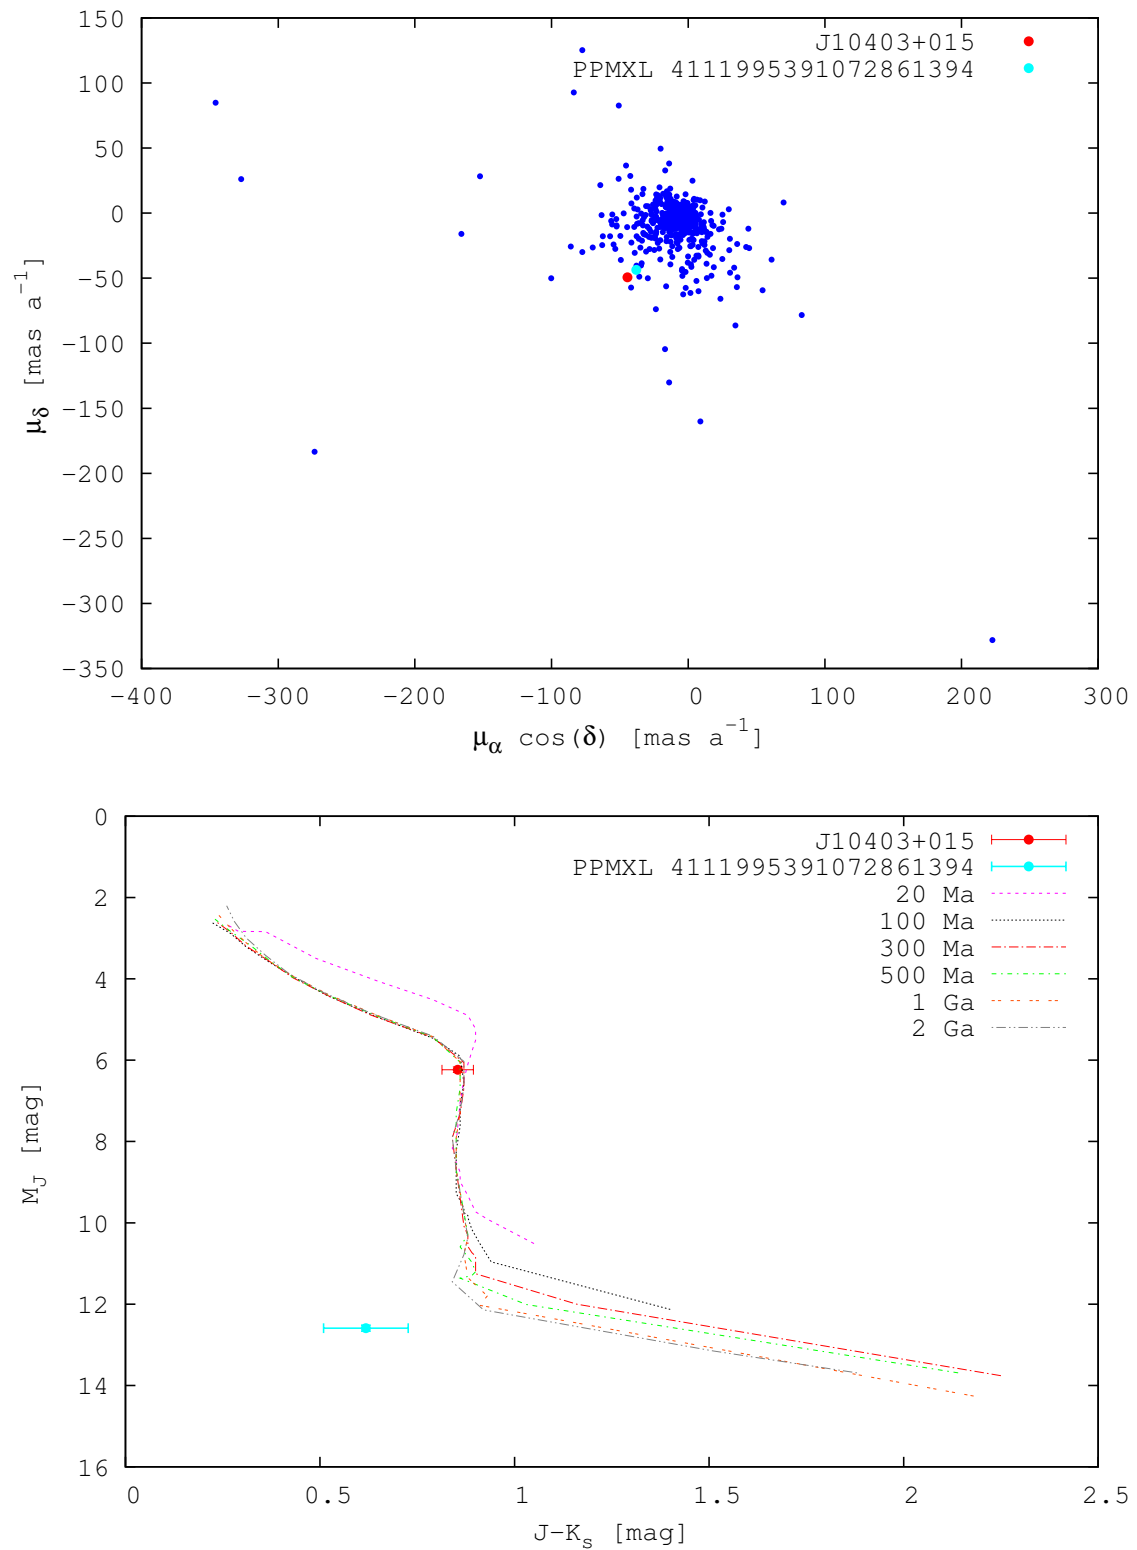 150
100
50
0
−50
−100
−150
−200
−250
−300
−350
−400
−300
−200
−100
0
100
200
300
μδ [mas a−1]
μα cos(δ) [mas a−1]
J10403+015
PPMXL 4111995391072861394
0
2
4
6
8
10
12
14
16
0
0.5
1
1.5
2
2.5
MJ [mag]
J−Ks [mag]
J10403+015
PPMXL 4111995391072861394
20 Ma
100 Ma
300 Ma
500 Ma
1 Ga
2 Ga